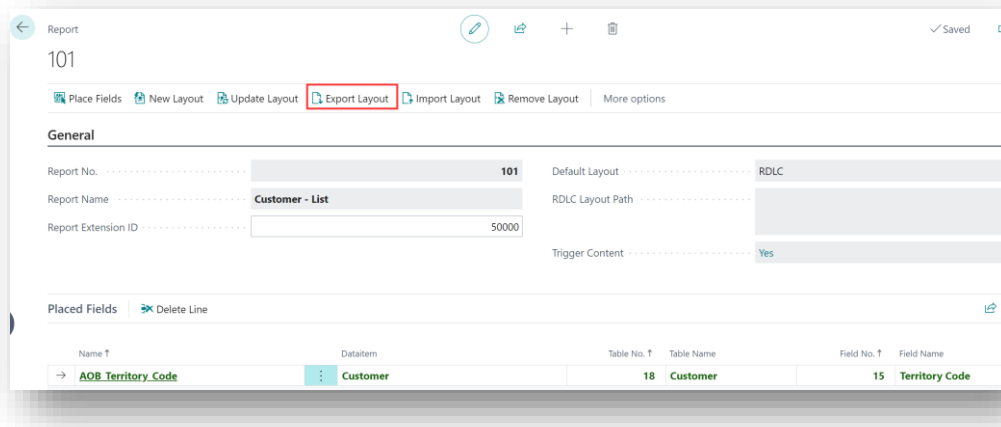 Report
Saved
101
Place Fields New Layout Update Layout Export Layout Import Layout Remove Layout More options
General
Report No. 101 Default Layout RDLC
Report Name Customer - List RDLC Layout Path
Report Extension ID 50000
Trigger Content Yes
Placed Fields Delete Line
Name ↑ Dataitem Table No. ↑ Table Name Field No. ↑ Field Name
→ AOB Territory Code Customer 18 Customer 15 Territory Code